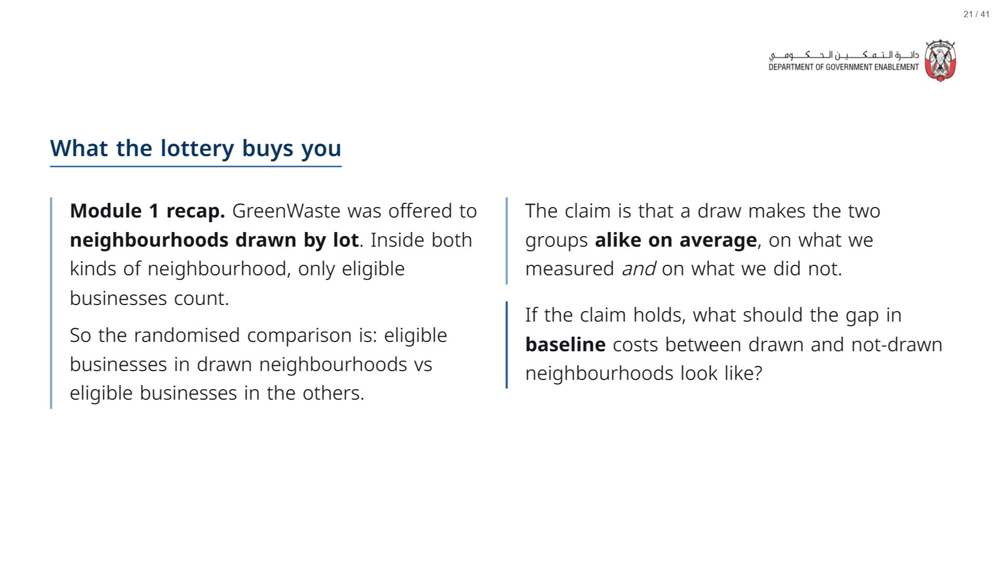 21 / 41
دائرة التمكين الحكومي
DEPARTMENT OF GOVERNMENT ENABLEMENT
What the lottery buys you
Module 1 recap. GreenWaste was offered to
neighbourhoods drawn by lot. Inside both
kinds of neighbourhood, only eligible
businesses count.
So the randomised comparison is: eligible
businesses in drawn neighbourhoods vs
eligible businesses in the others.
The claim is that a draw makes the two
groups alike on average, on what we
measured and on what we did not.
If the claim holds, what should the gap in
baseline costs between drawn and not-drawn
neighbourhoods look like?